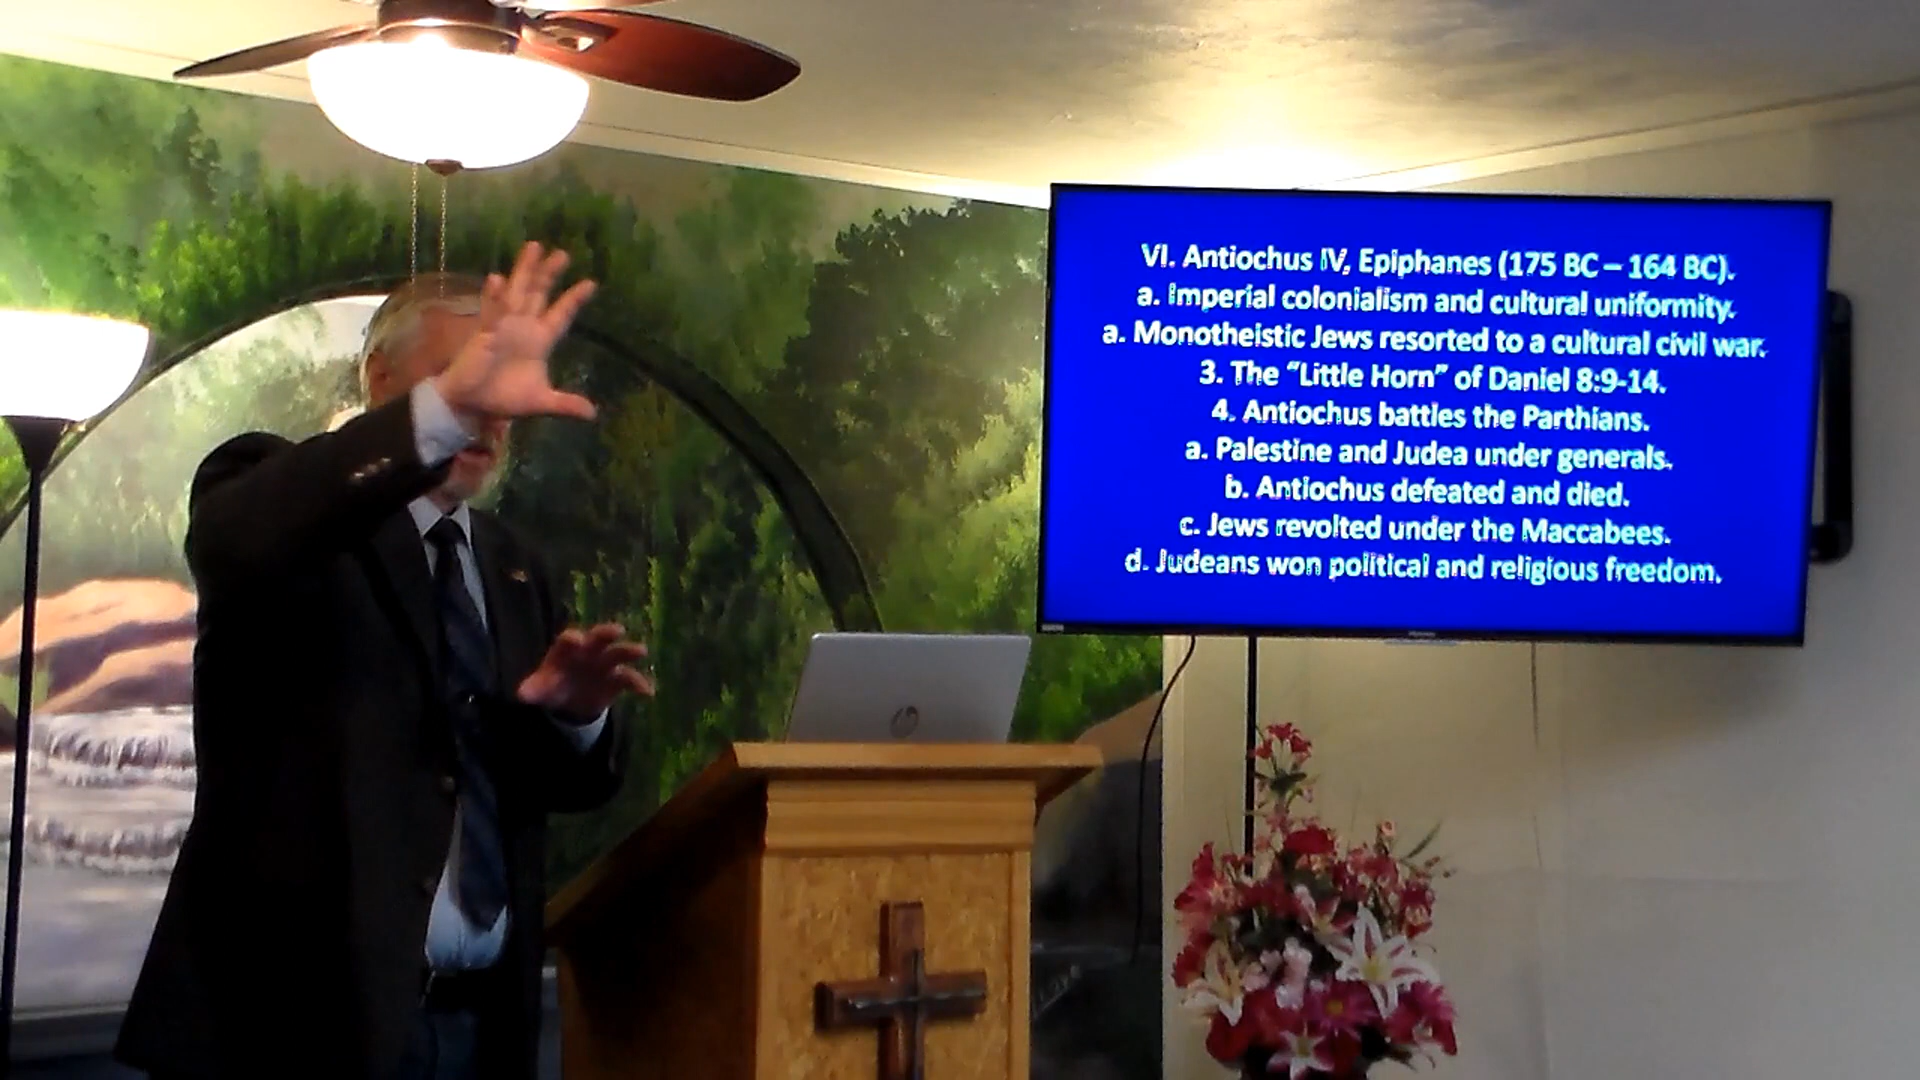 VI. Antiochus IV, Epiphanes (175 BC – 164 BC).
a. Imperial colonialism and cultural uniformity.
a. Monotheistic Jews resorted to a cultural civil war.
3. The “Little Horn” of Daniel 8:9-14.
4. Antiochus battles the Parthians.
a. Palestine and Judea under generals.
b. Antiochus defeated and died.
c. Jews revolted under the Maccabees.
d. Judeans won political and religious freedom.
hp